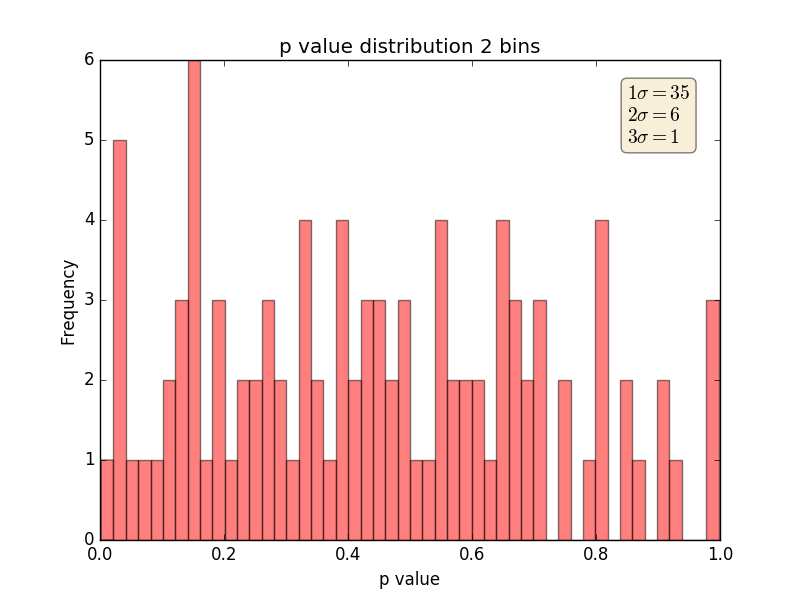 p value distribution 2 bins
6
5
4
3
2
1
0
Frequency
1σ = 35
2σ = 6
3σ = 1
0.0 0.2 0.4 0.6 0.8 1.0
p value